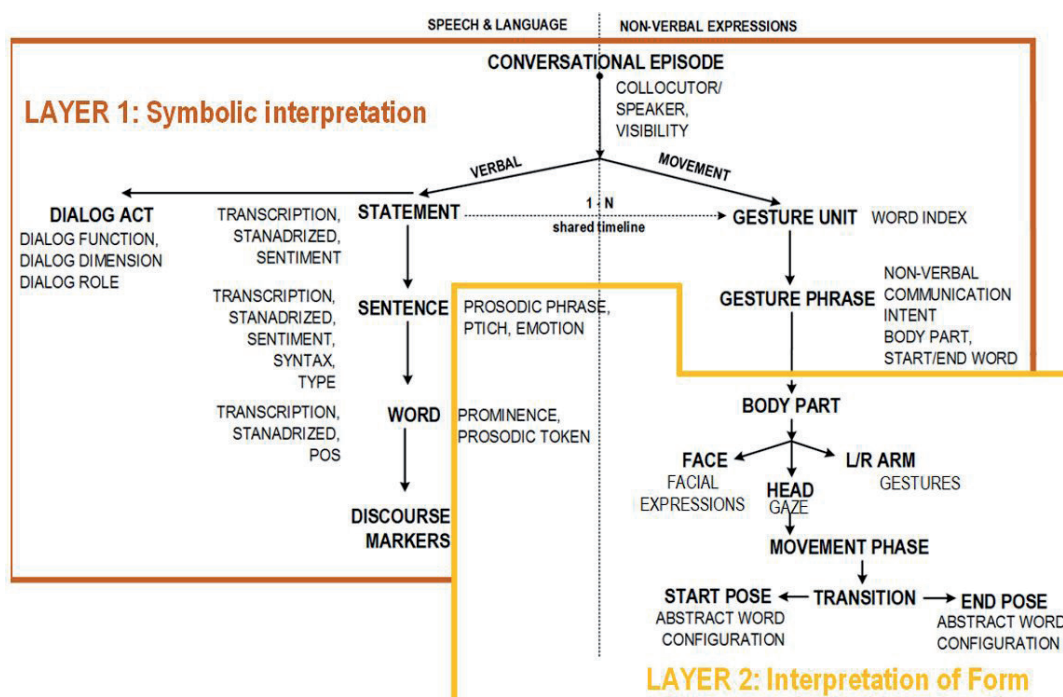 SPEECH & LANGUAGE
NON-VERBAL EXPRESSIONS
CONVERSATIONAL EPISODE
COLLOCUTOR/
SPEAKER,
VISIBILITY
LAYER 1: Symbolic interpretation
VERBAL
MOVEMENT
DIALOG ACT
DIALOG FUNCTION,
DIALOG DIMENSION
DIALOG ROLE
TRANSCRIPTION,
STANADRIZED,
SENTIMENT
STATEMENT
1 - N
shared timeline
GESTURE UNIT
WORD INDEX
TRANSCRIPTION,
STANADRIZED,
SENTIMENT,
SYNTAX,
TYPE
SENTENCE
PROSODIC PHRASE,
PTICH, EMOTION
GESTURE PHRASE
NON-VERBAL
COMMUNICATION
INTENT
BODY PART,
START/END WORD
TRANSCRIPTION,
STANADRIZED,
POS
WORD
PROMINENCE,
PROSODIC TOKEN
DISCOURSE
MARKERS
BODY PART
FACE
FACIAL
EXPRESSIONS
HEAD
GAZE
L/R ARM
GESTURES
MOVEMENT PHASE
START POSE
ABSTRACT WORD
CONFIGURATION
TRANSITION
END POSE
ABSTRACT WORD
CONFIGURATION
LAYER 2: Interpretation of Form